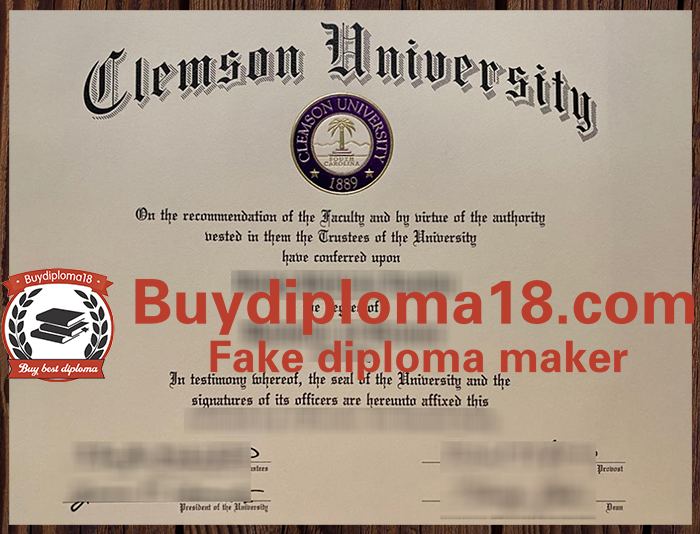 Clemson University
CLEMSON UNIVERSITY
SOUTH
CAROLINA
1889
On the recommendation of the Faculty and by virtue of the authority
vested in them the Trustees of the University
have conferred upon
Buydiploma18
Buydiploma18.com
Buy best diploma
Fake diploma maker
In testimony whereof, the seal of the University and the
signatures of its officers are hereunto affixed this
Provost
President of the University
Dean